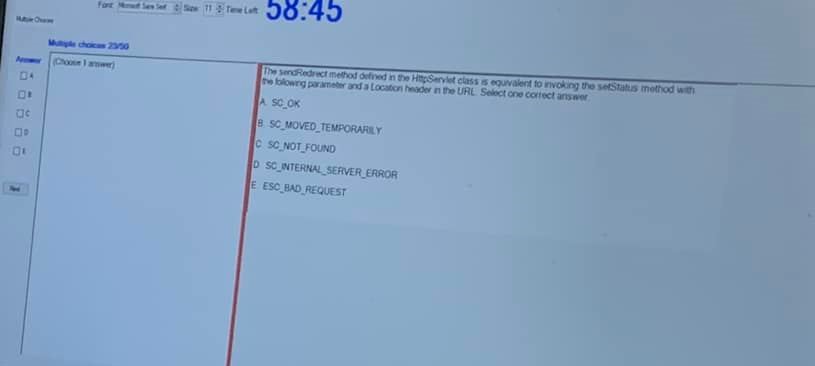 Font: Microsoft Sans Serif Size: 11 Time Left: 58:45
Multiple Choices
Multiple choices 23/50
Answer
(Choose 1 answer)
A
B
C
D
E
Next
The sendRedirect method defined in the HttpServlet class is equivalent to invoking the setStatus method with
the following parameter and a Location header in the URL. Select one correct answer.
A. SC_OK
B. SC_MOVED_TEMPORARILY
C. SC_NOT_FOUND
D. SC_INTERNAL_SERVER_ERROR
E. ESC_BAD_REQUEST